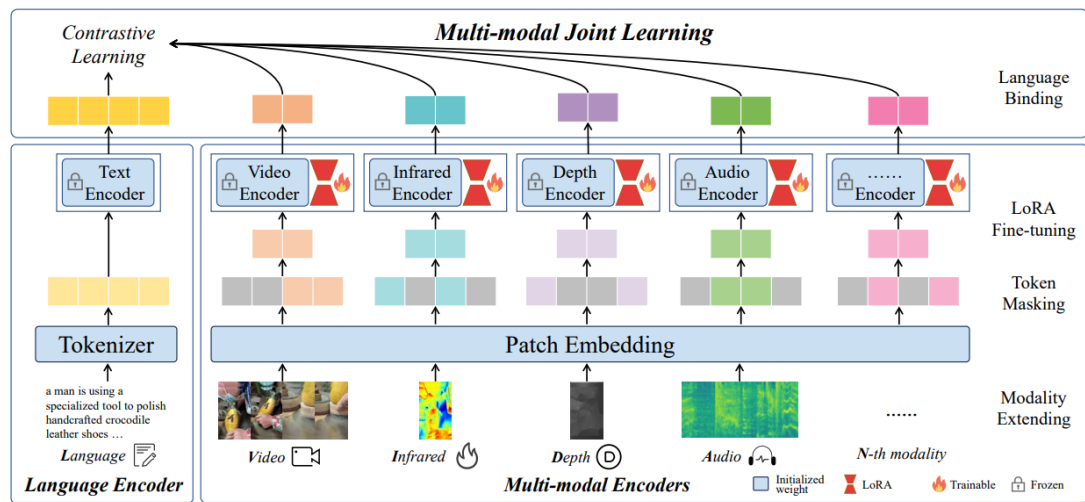 Contrastive
Learning
Multi-modal Joint Learning
Language
Binding
Text
Encoder
Video
Encoder
Infrared
Encoder
Depth
Encoder
Audio
Encoder
......
Encoder
LoRA
Fine-tuning
Token
Masking
Tokenizer
Patch Embedding
a man is using a
specialized tool to polish
handcrafted crocodile
leather shoes ...
Modality
Extending
......
Language
Video
Infrared
Depth
D
Audio
N-th modality
Language Encoder
Multi-modal Encoders
Initialized
weight
LoRA
Trainable
Frozen